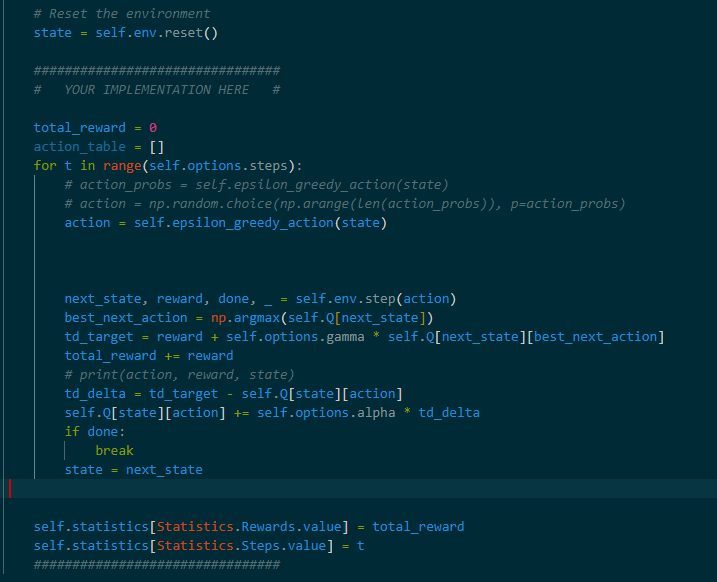 # Reset the environment
state = self.env.reset()
################################
#   YOUR IMPLEMENTATION HERE   #
total_reward = 0
action_table = []
for t in range(self.options.steps):
# action_probs = self.epsilon_greedy_action(state)
# action = np.random.choice(np.arange(len(action_probs)), p=action_probs)
action = self.epsilon_greedy_action(state)
next_state, reward, done, _ = self.env.step(action)
best_next_action = np.argmax(self.Q[next_state])
td_target = reward + self.options.gamma * self.Q[next_state][best_next_action]
total_reward += reward
# print(action, reward, state)
td_delta = td_target - self.Q[state][action]
self.Q[state][action] += self.options.alpha * td_delta
if done:
break
state = next_state
self.statistics[Statistics.Rewards.value] = total_reward
self.statistics[Statistics.Steps.value] = t
################################